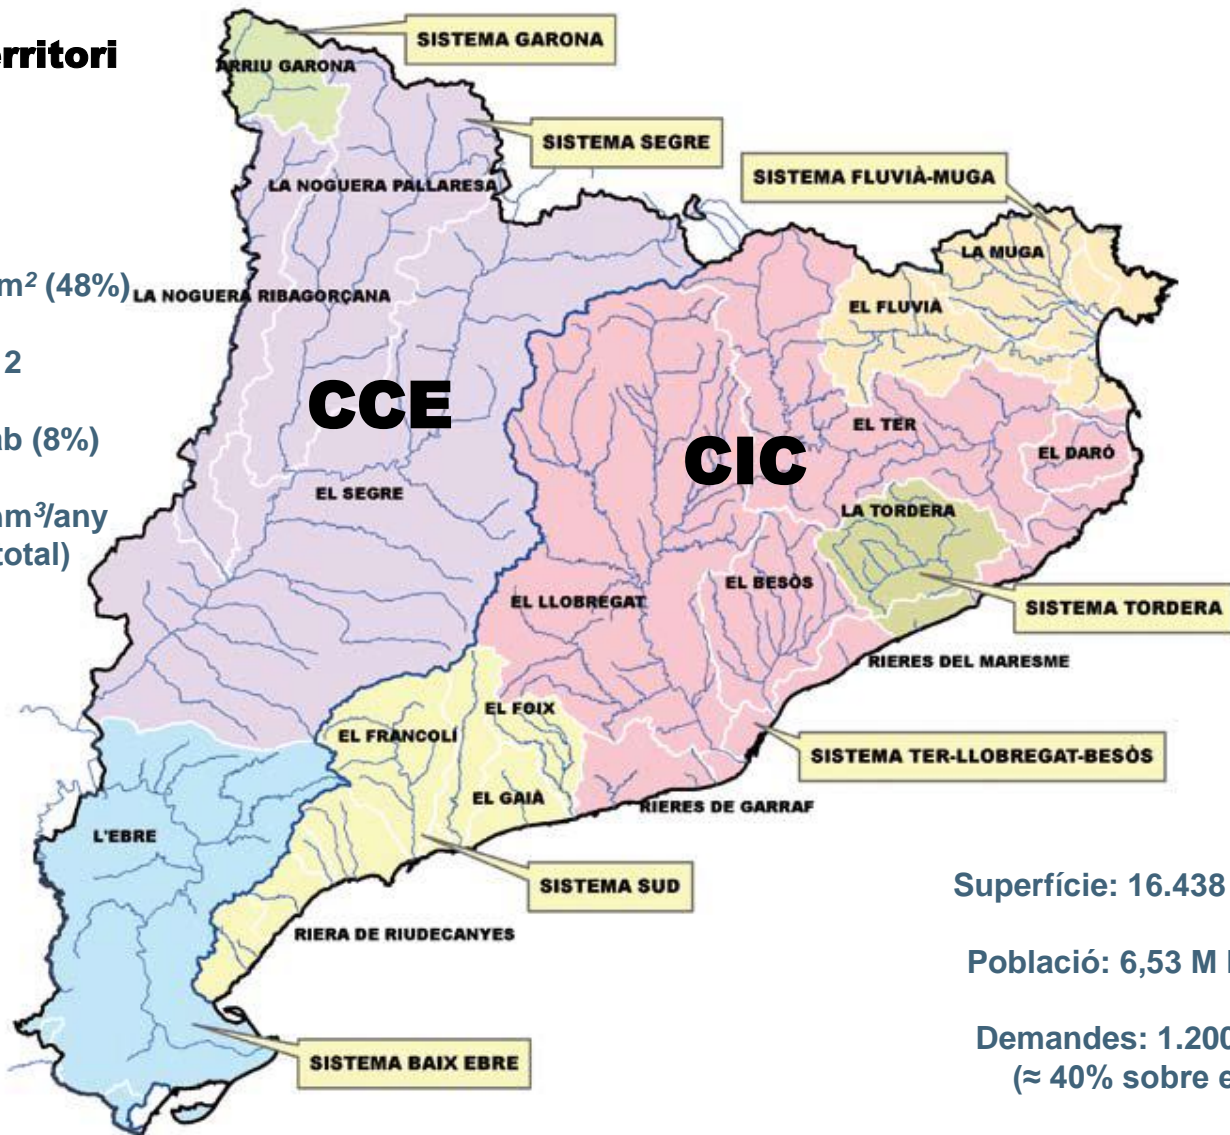 erritori
SISTEMA GARONA
ARRIU GARONA
SISTEMA SEGRE
SISTEMA FLUVIÀ-MUGA
LA NOGUERA PALLARESA
LA MUGA
m² (48%)
LA NOGUERA RIBAGORÇANA
EL FLUVIÀ
2
CCE
EL TER
ab (8%)
CIC
EL DARÓ
EL SEGRE
LA TORDERA
nm³/any
total)
EL BESÒS
EL LLOBREGAT
SISTEMA TORDERA
RIERES DEL MARESME
EL FOIX
EL FRANCOLÍ
SISTEMA TER-LLOBREGAT-BESÒS
EL GAIÀ
RIERES DE GARRAF
L'EBRE
SISTEMA SUD
Superfície: 16.438
RIERA DE RIUDECANYES
Població: 6,53 M
Demandes: 1.200
SISTEMA BAIX EBRE
(≈ 40% sobre e